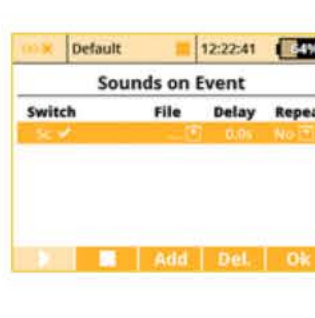 Default 12:22:41 64%
Sounds on Event
Switch File Delay Repea
Sc ... 0.0s No
Add Del. Ok